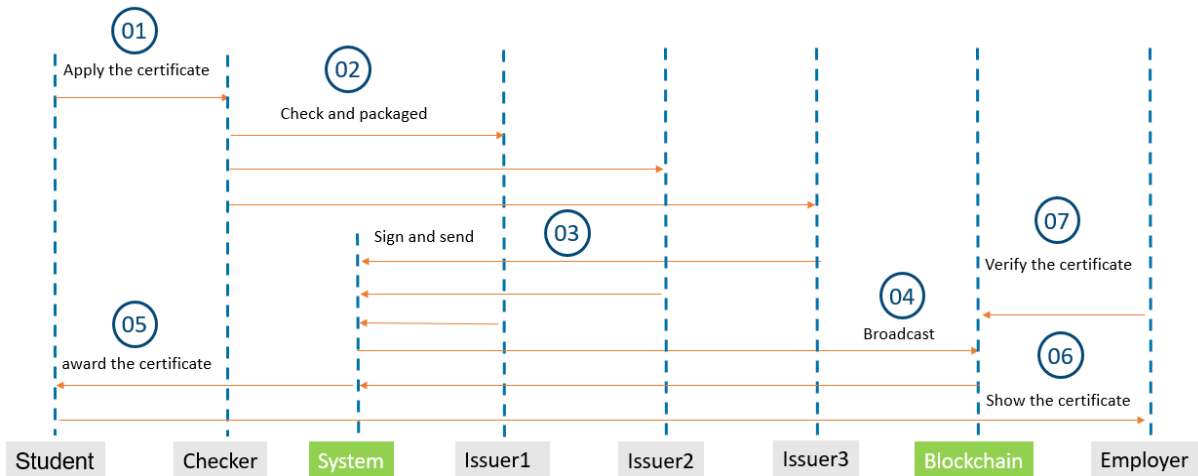 01
Apply the certificate
02
Check and packaged
03
Sign and send
07
Verify the certificate
04
Broadcast
05
award the certificate
06
Show the certificate
Student
Checker
System
Issuer1
Issuer2
Issuer3
Blockchain
Employer